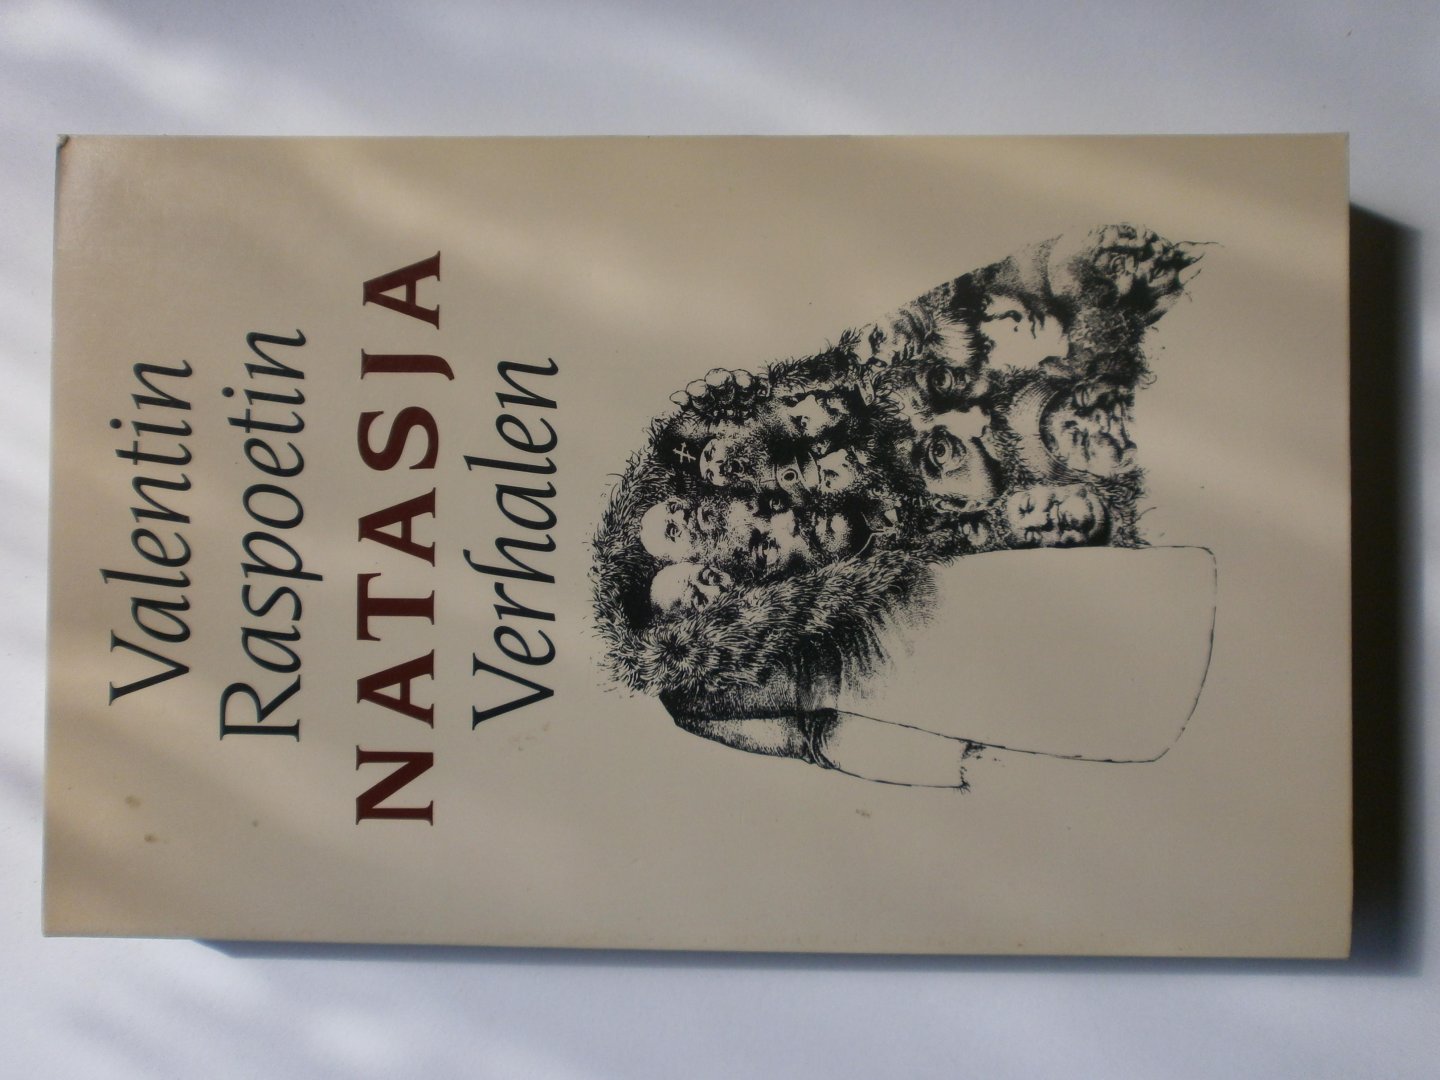 Valentin
Raspoetin
NATASJA
Verhalen